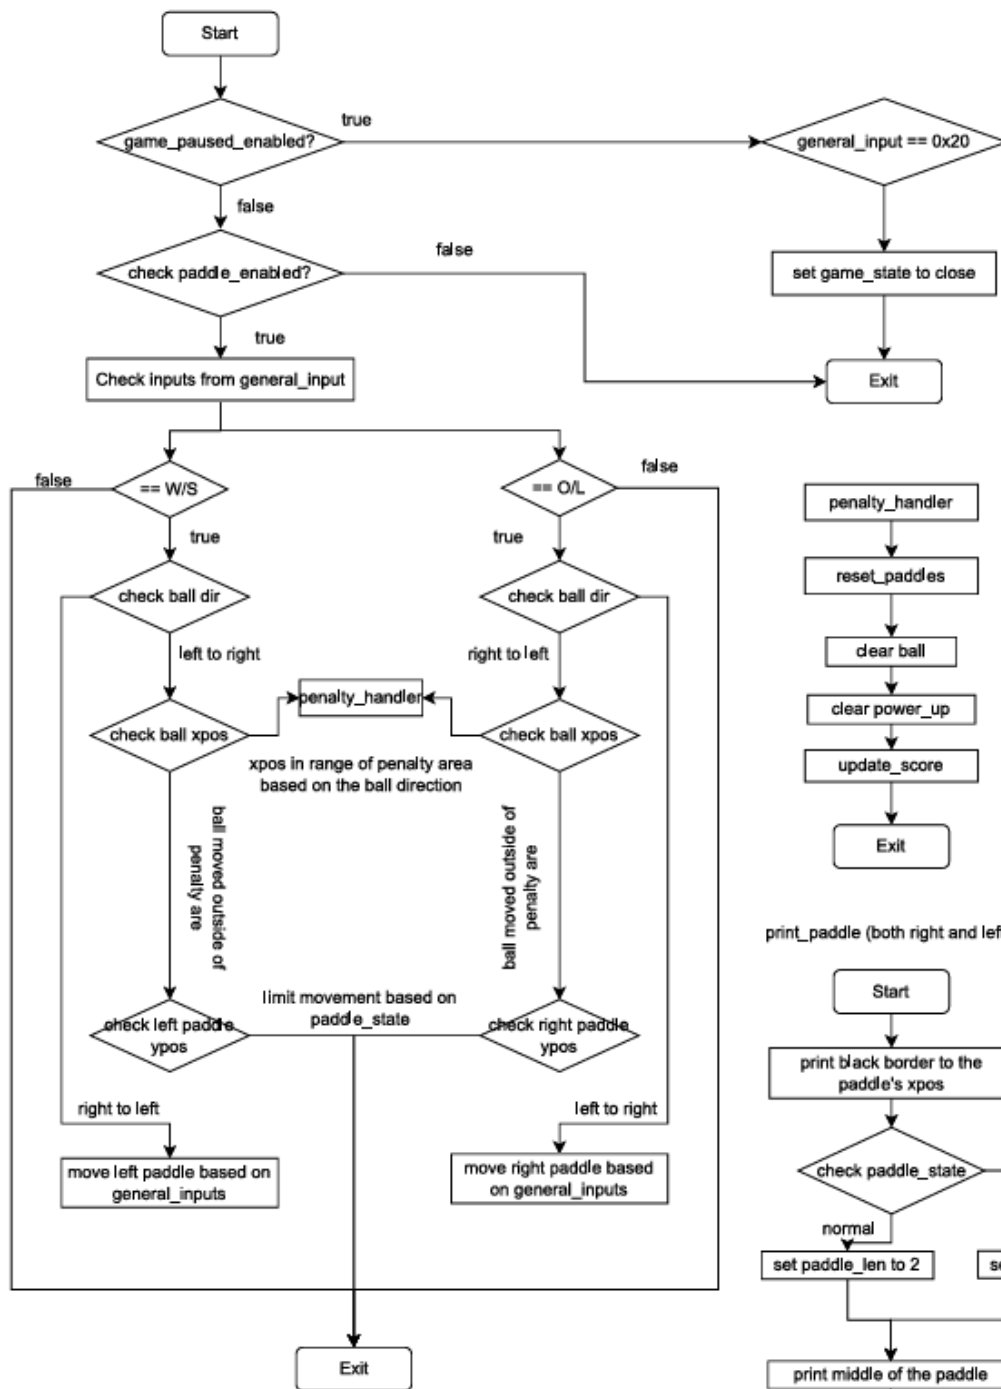 Start
game_paused_enabled?
true
general_input == 0x20
false
check paddle_enabled?
false
set game_state to close
true
Exit
Check inputs from general_input
false
== W/S
== O/L
false
true
true
check ball dir
check ball dir
left to right
right to left
penalty_handler
check ball xpos
check ball xpos
xpos in range of penalty area
based on the ball direction
ball moved outside of
penalty are
ball moved outside of
penalty are
limit movement based on
paddle_state
check left paddle
ypos
check right paddle
ypos
right to left
left to right
move left paddle based on
general_inputs
move right paddle based
on general_inputs
Exit
penalty_handler
reset_paddles
clear ball
clear power_up
update_score
Exit
print_paddle (both right and left
Start
print black border to the
paddle's xpos
check paddle_state
normal
set paddle_len to 2
print middle of the paddle